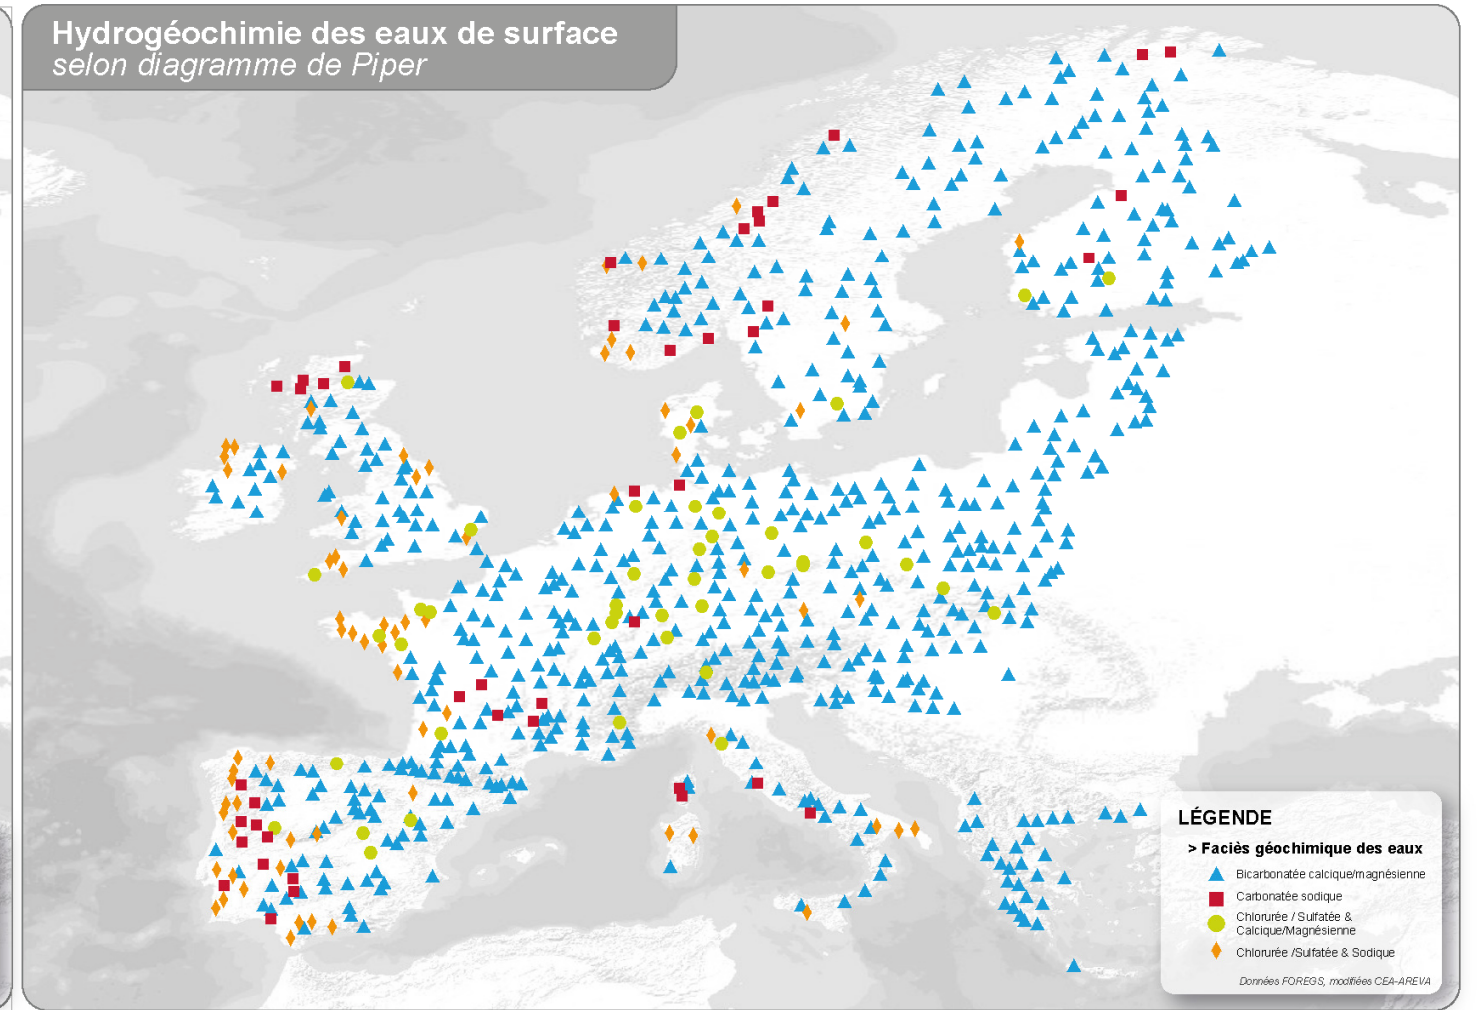 Hydrogéochimie des eaux de surface
selon diagramme de Piper
LÉGENDE
> Faciès géochimique des eaux
Bicarbonatée calcique/magnésienne
Carbonatée sodique
Chlorurée / Sulfatée &
Calcique/Magnésienne
Chlorurée /Sulfatée & Sodique
Données FOREGS, modifiées CEA-AREVA